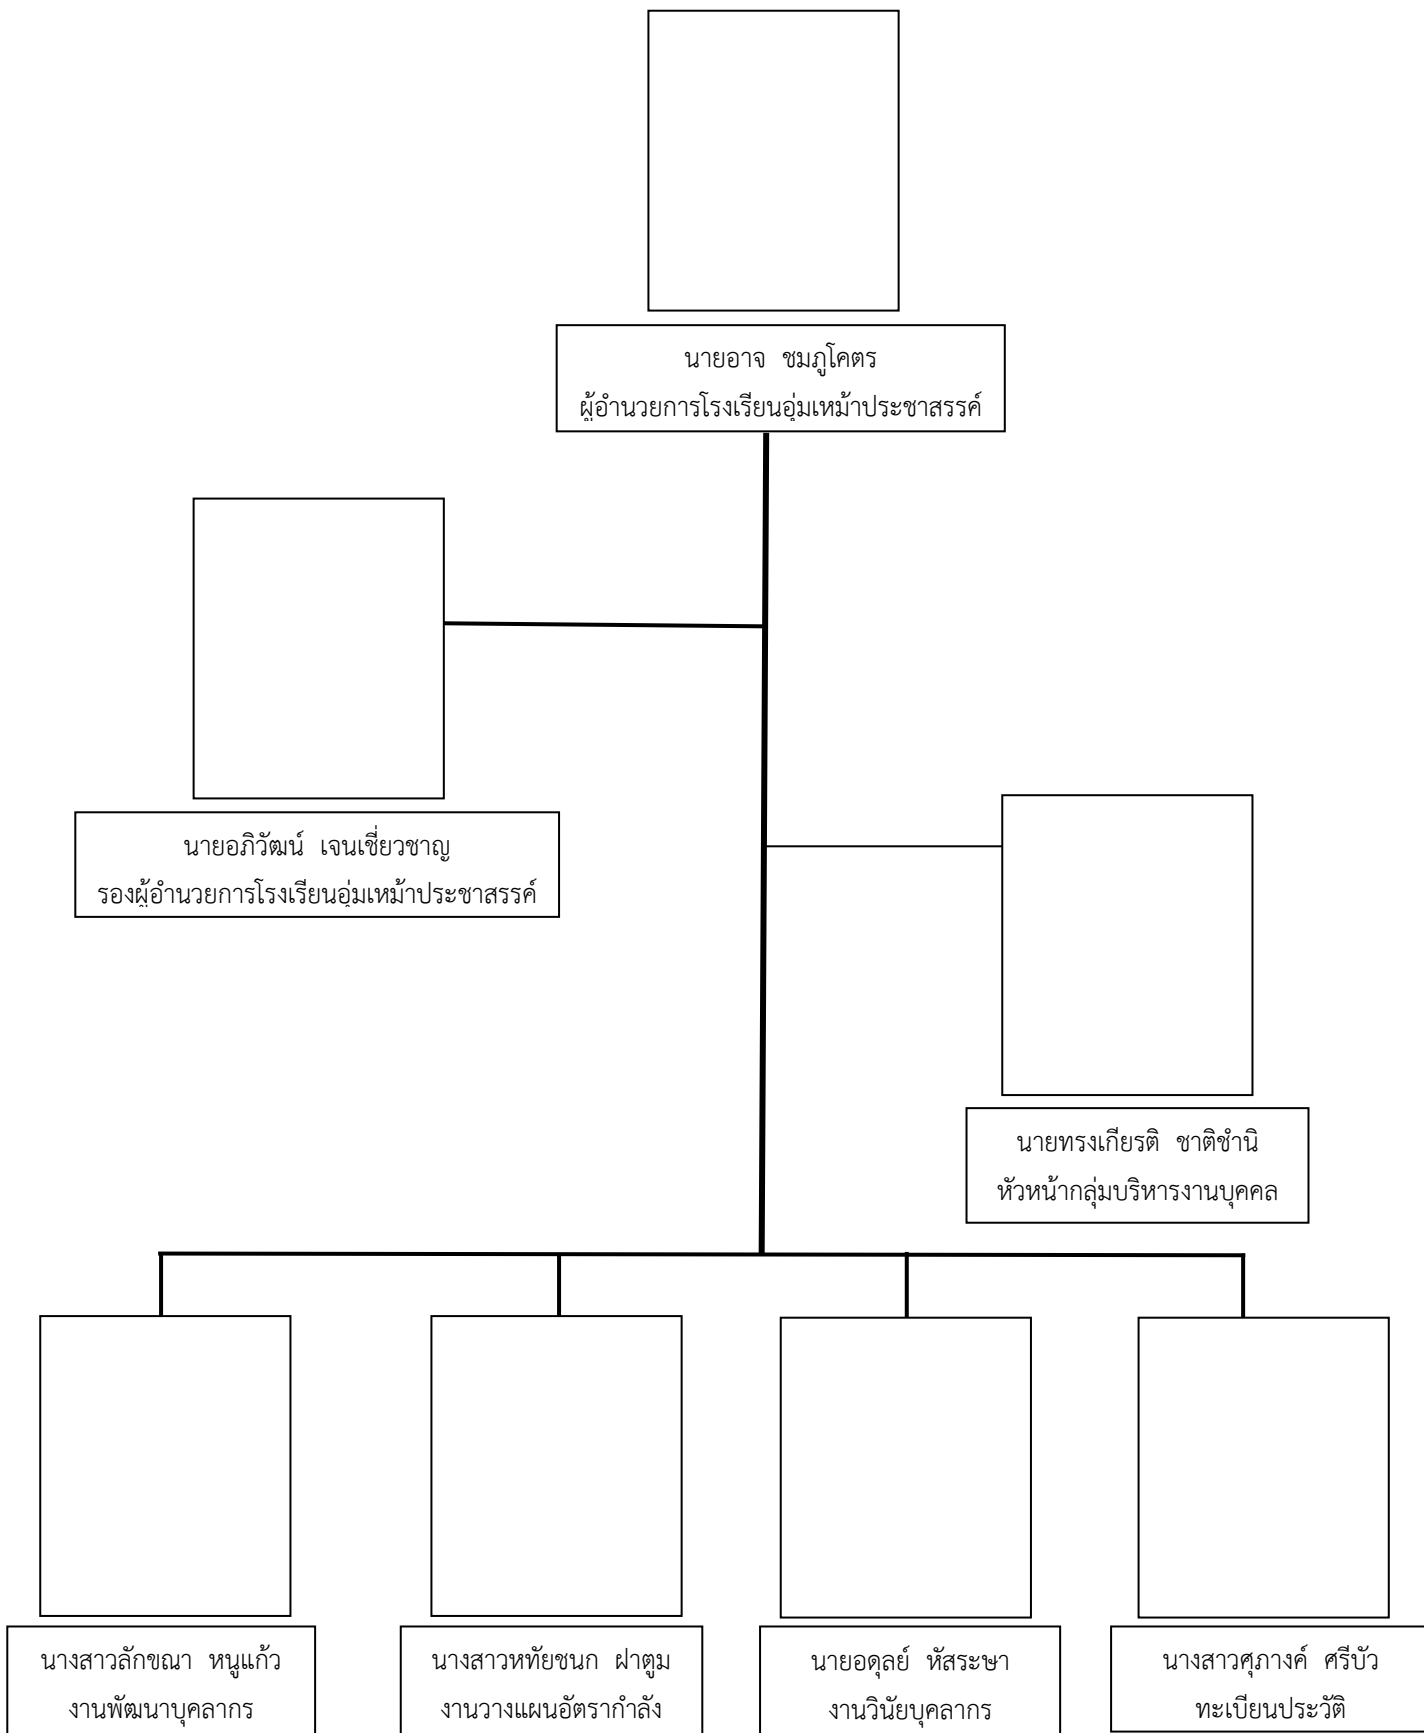 นายอาจ ชมภูโคตร
ผู้อำนวยการโรงเรียนอุ่มเหม้าประชาสรรค์
นายอภิวัฒน์ เจนเชี่ยวชาญ
รองผู้อำนวยการโรงเรียนอุ่มเหม้าประชาสรรค์
นายทรงเกียรติ ชาติชำนิ
หัวหน้ากลุ่มบริหารงานบุคคล
นางสาวลักขณา หนูแก้ว
งานพัฒนาบุคลากร
นางสาวหทัยชนก ฝาตูม
งานวางแผนอัตรากำลัง
นายอดุลย์ หัสระษา
งานวินัยบุคลากร
นางสาวศุภางค์ ศรีบัว
ทะเบียนประวัติ